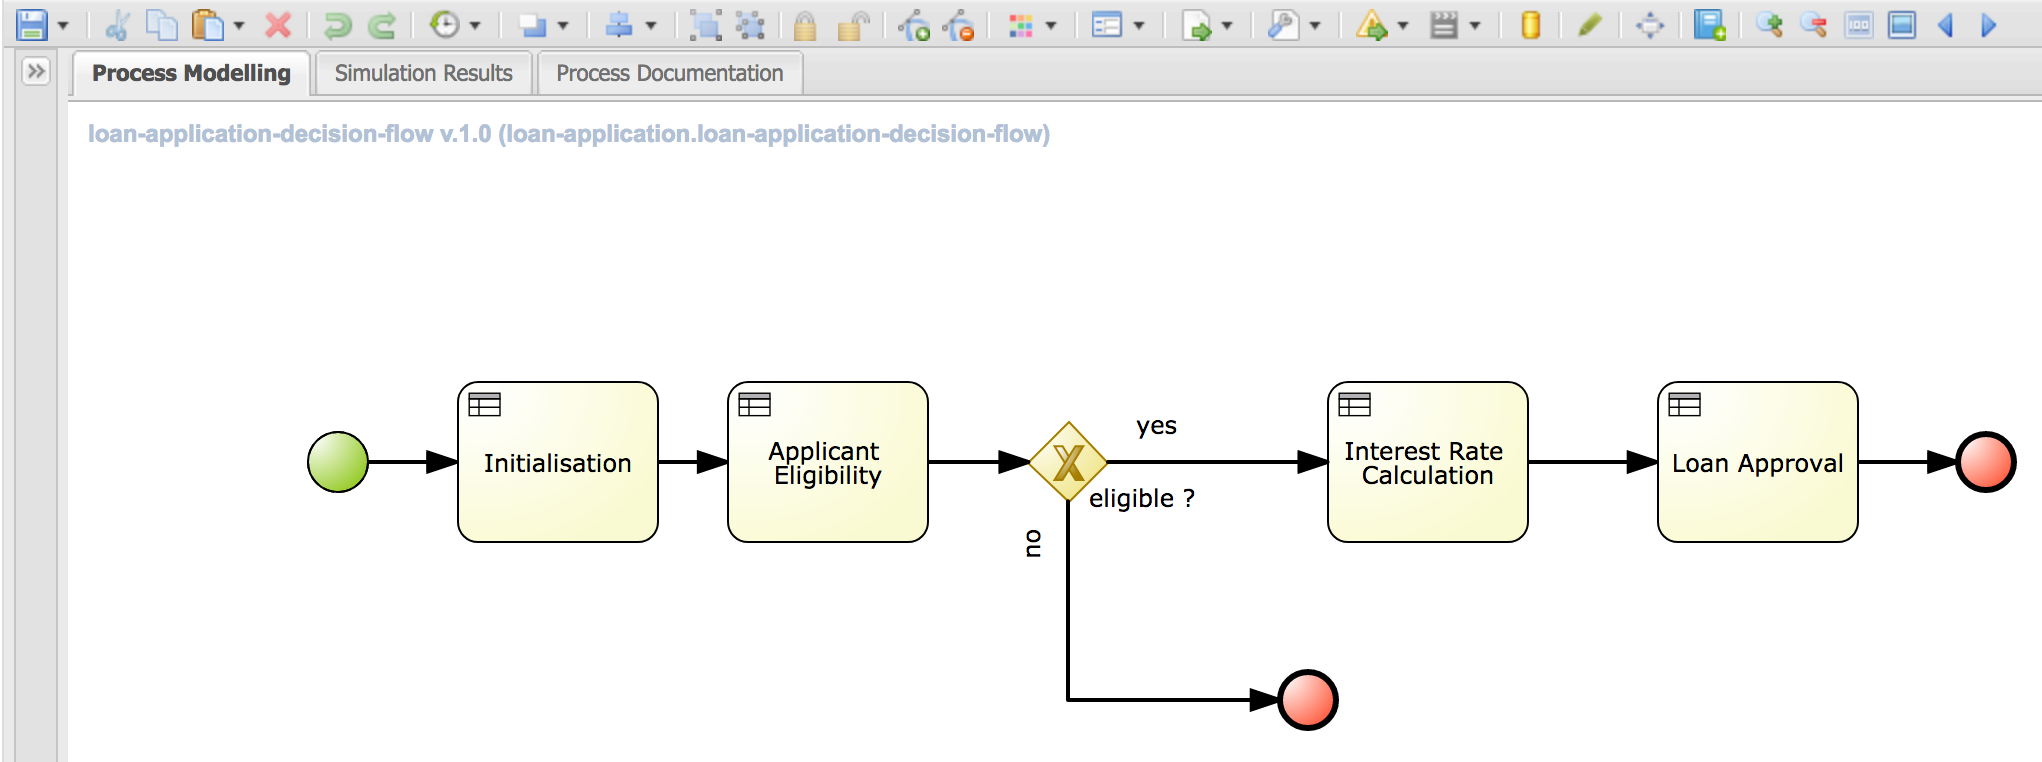 Process Modelling
Simulation Results
Process Documentation
loan-application-decision-flow v.1.0 (loan-application.loan-application-decision-flow)
Initialisation
Applicant
Eligibility
yes
eligible ?
no
Interest Rate
Calculation
Loan Approval